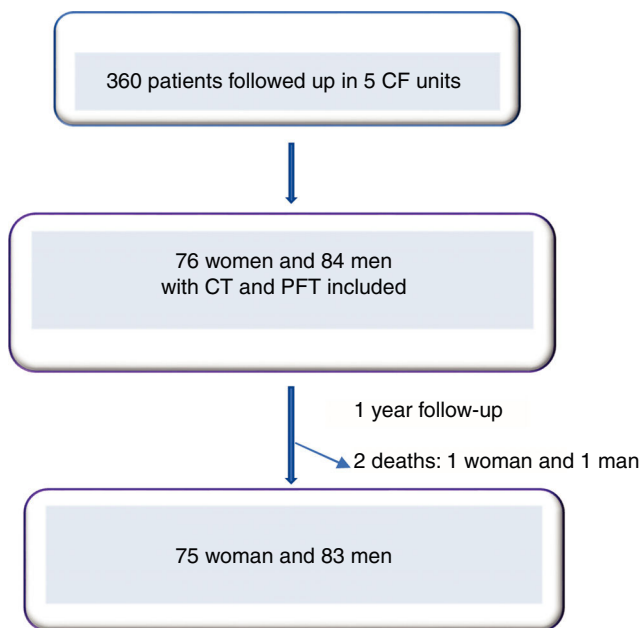 360 patients followed up in 5 CF units
76 women and 84 men
with CT and PFT included
1 year follow-up
2 deaths: 1 woman and 1 man
75 woman and 83 men